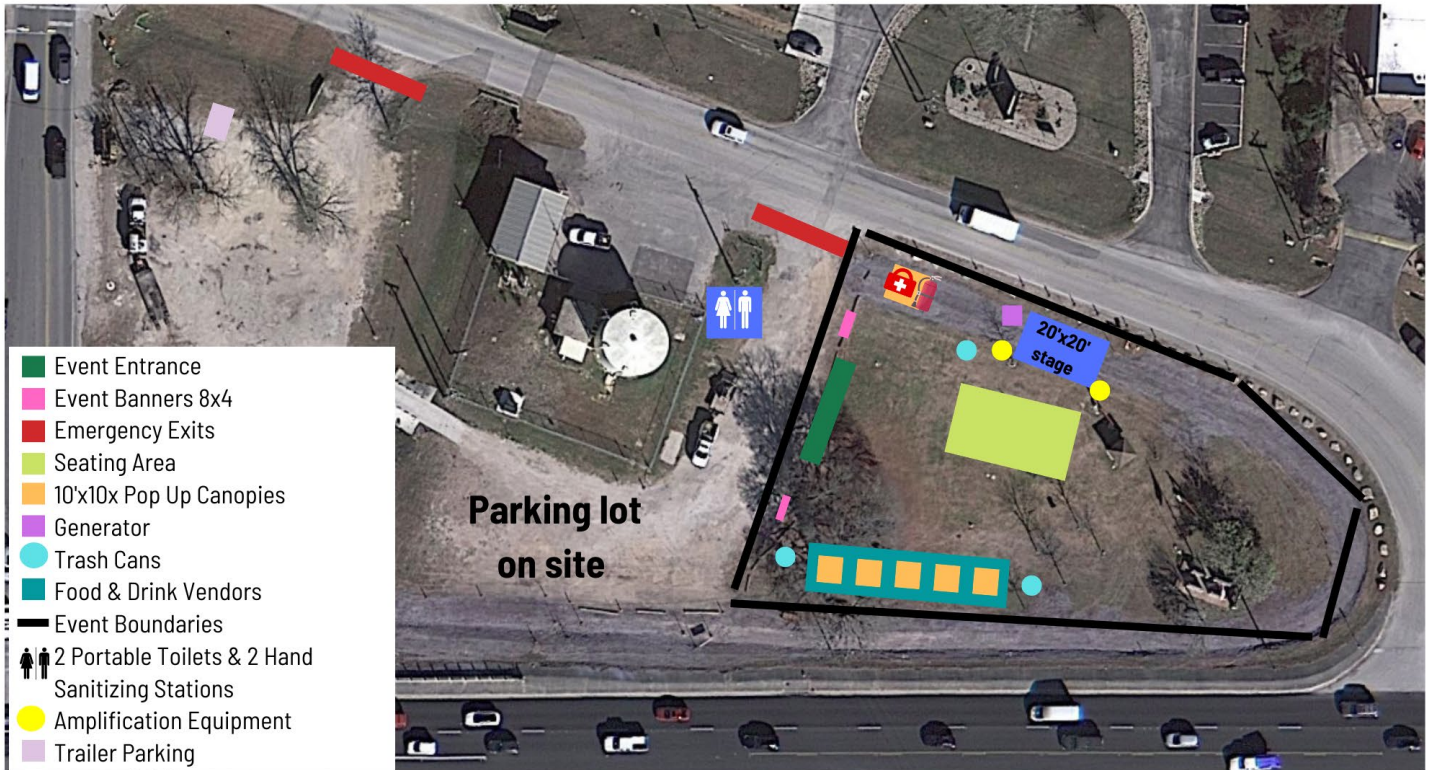 20'x20'
stage
Parking lot
on site
Event Entrance
Event Banners 8x4
Emergency Exits
Seating Area
10'x10x Pop Up Canopies
Generator
Trash Cans
Food & Drink Vendors
Event Boundaries
2 Portable Toilets & 2 Hand
Sanitizing Stations
Amplification Equipment
Trailer Parking